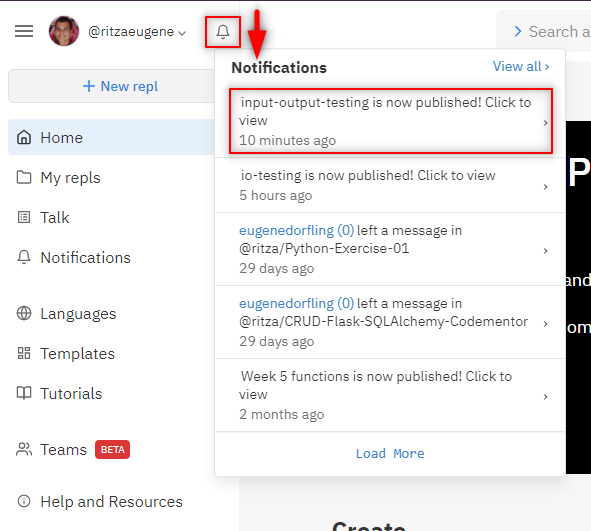 @ritzaeugene
Search a
+ New repl
Home
My repls
Talk
Notifications
Languages
Templates
Tutorials
Teams BETA
Help and Resources
Notifications
View all ›
input-output-testing is now published! Click to
view
10 minutes ago
io-testing is now published! Click to view
5 hours ago
eugenedorfling (0) left a message in
@ritza/Python-Exercise-01
29 days ago
eugenedorfling (0) left a message in
@ritza/CRUD-Flask-SQLAlchemy-Codementor
29 days ago
Week 5 functions is now published! Click to
view
2 months ago
Load More
P
and
om
Create